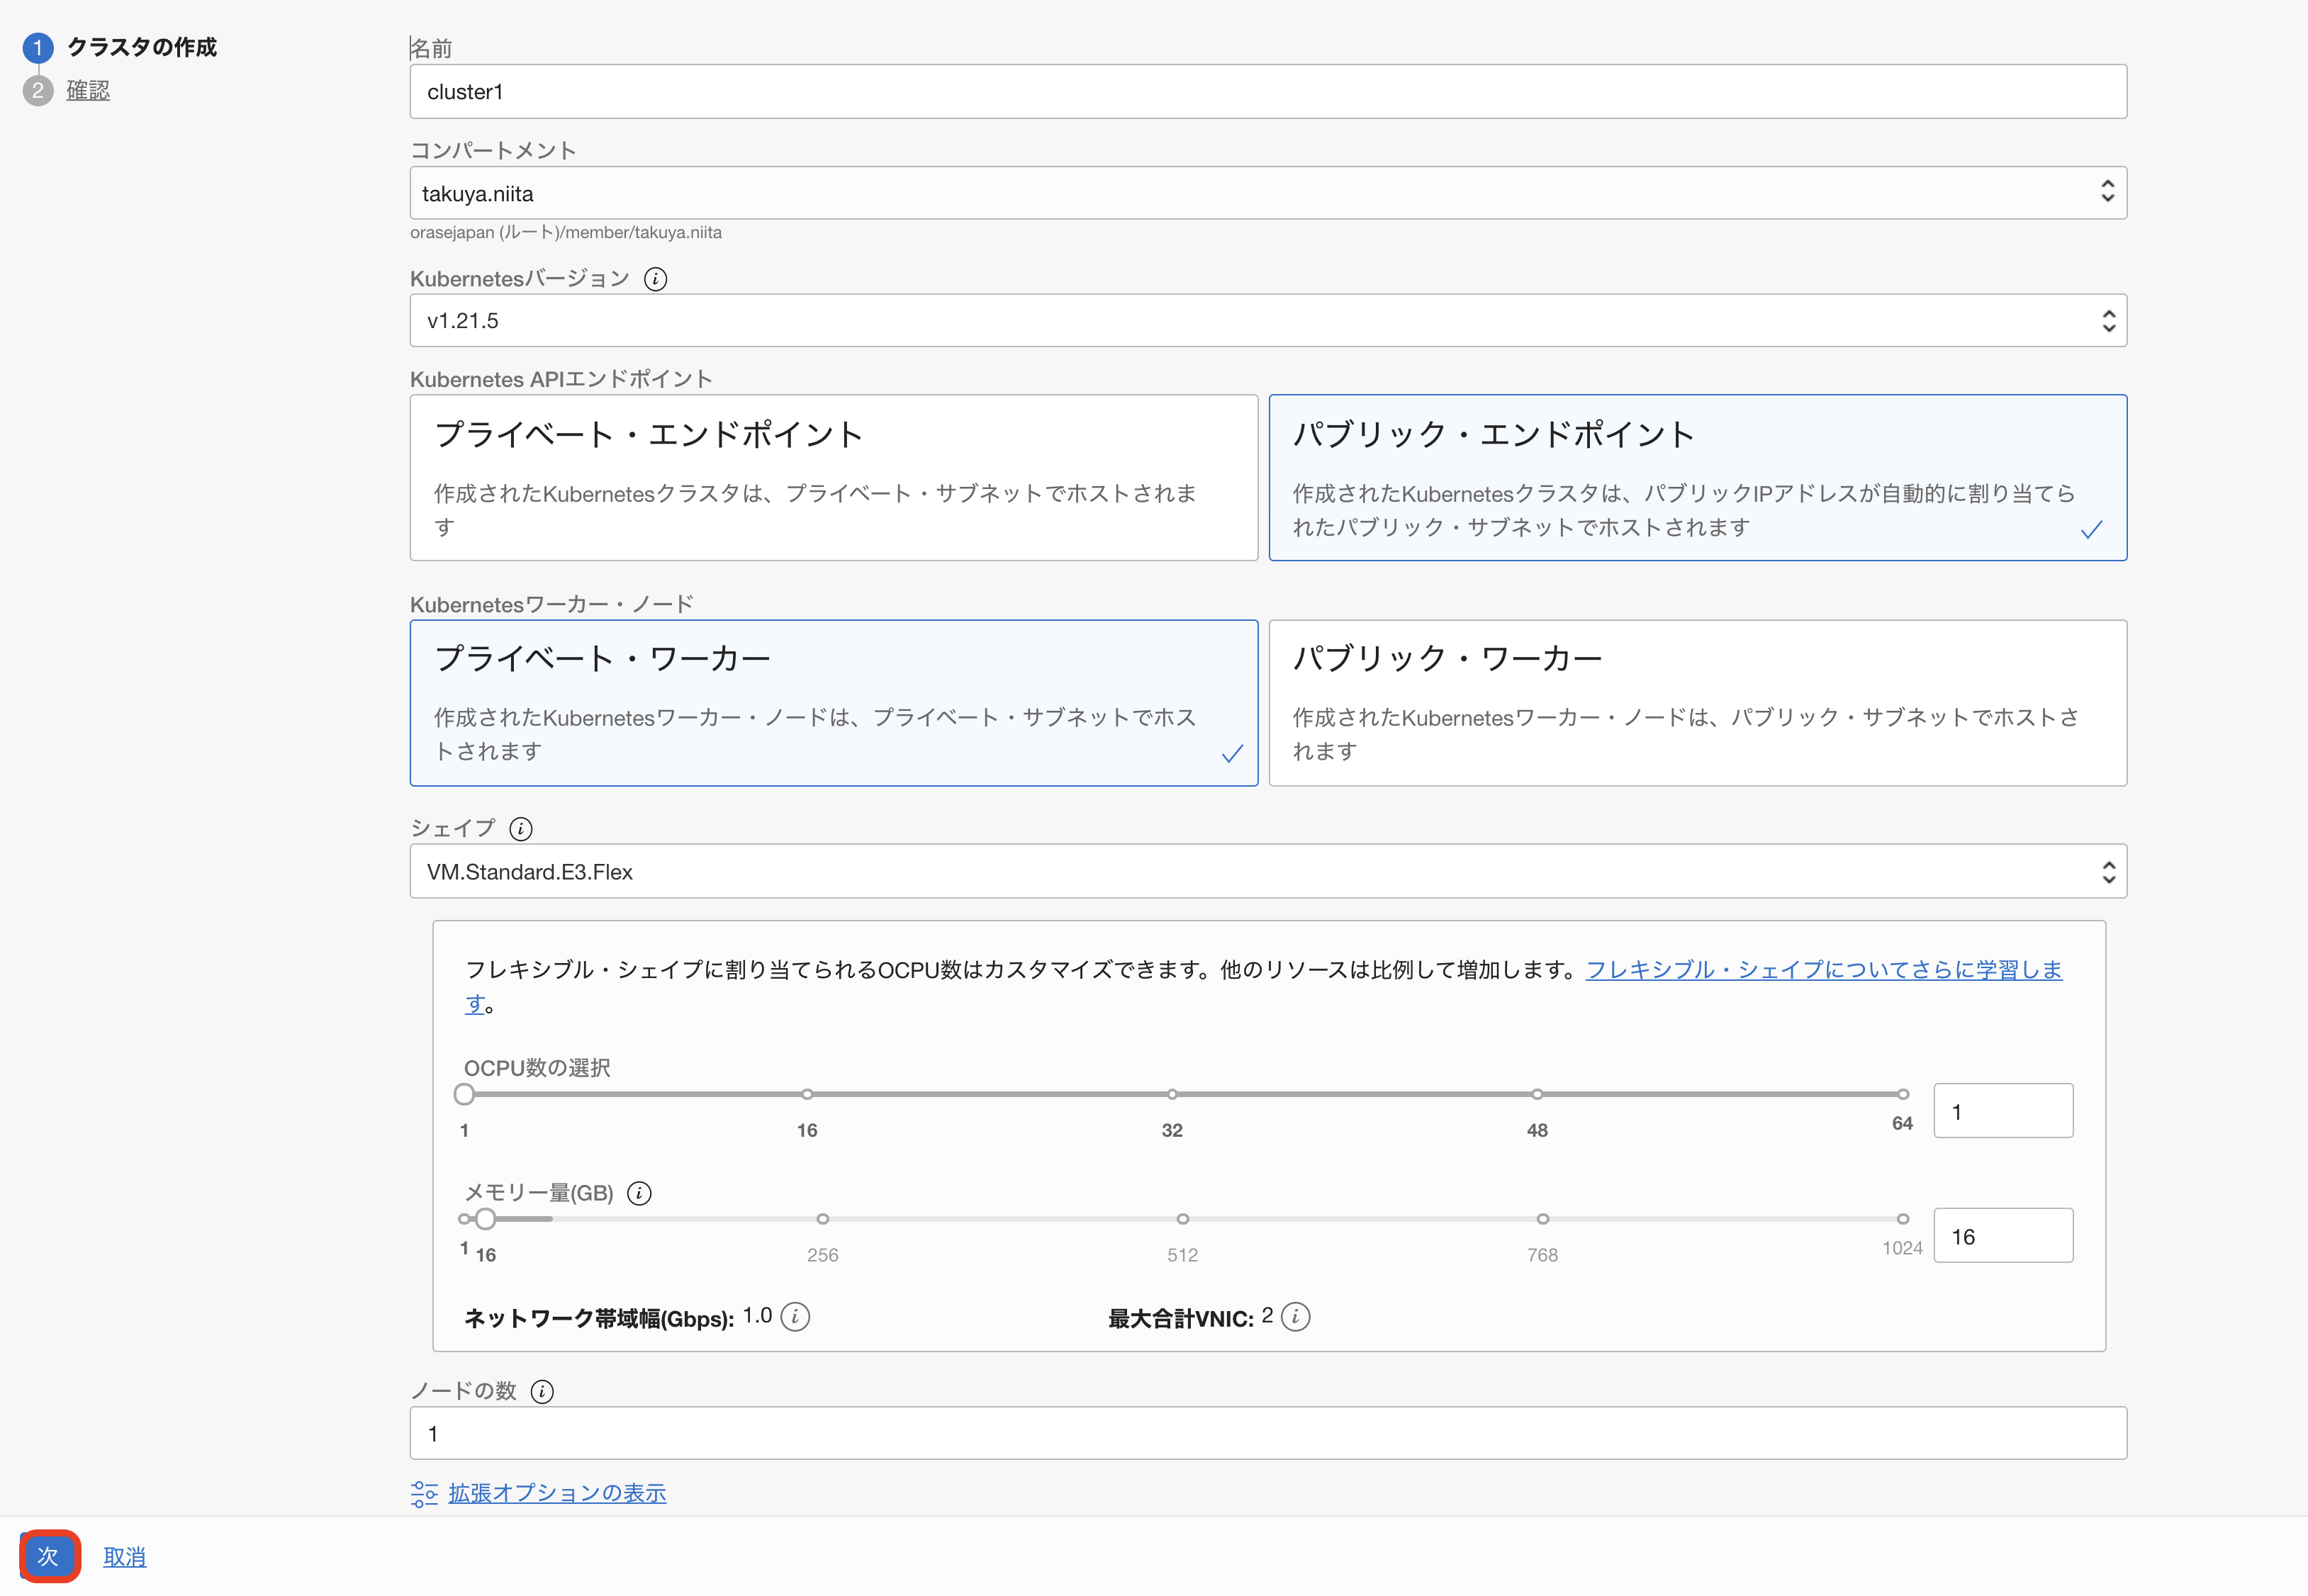 1 クラスタの作成
2 確認
名前
cluster1
コンパートメント
takuya.niita
orasejapan (ルート)/member/takuya.niita
Kubernetesバージョン i
v1.21.5
Kubernetes APIエンドポイント
プライベート・エンドポイント
作成されたKubernetesクラスタは、プライベート・サブネットでホストされま
す
パブリック・エンドポイント
作成されたKubernetesクラスタは、パブリックIPアドレスが自動的に割り当てら
れたパブリック・サブネットでホストされます
Kubernetesワーカー・ノード
プライベート・ワーカー
作成されたKubernetesワーカー・ノードは、プライベート・サブネットでホス
トされます
パブリック・ワーカー
作成されたKubernetesワーカー・ノードは、パブリック・サブネットでホストさ
れます
シェイプ i
VM.Standard.E3.Flex
フレキシブル・シェイプに割り当てられるOCPU数はカスタマイズできます。他のリソースは比例して増加します。フレキシブル・シェイプについてさらに学習しま
す。
OCPU数の選択
1 16 32 48 64
1
メモリー量(GB) i
1 16 256 512 768 1024
16
ネットワーク帯域幅(Gbps): 1.0 i
最大合計VNIC: 2 i
ノードの数 i
1
拡張オプションの表示
次 取消